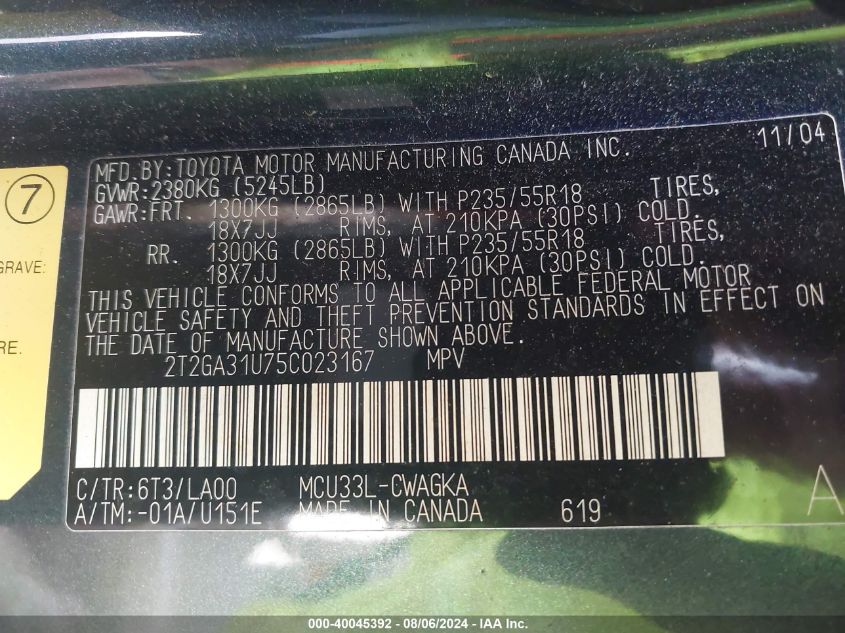 11/04
MFD.BY:TOYOTA MOTOR MANUFACTURING CANADA INC.
GVWR:2380KG (5245LB)
GAWR:FRT. 1300KG (2865LB) WITH P235/55R18 TIRES,
18X7JJ RIMS, AT 210KPA (30PSI) COLD.
RR. 1300KG (2865LB) WITH P235/55R18 TIRES,
18X7JJ RIMS, AT 210KPA (30PSI) COLD.
THIS VEHICLE CONFORMS TO ALL APPLICABLE FEDERAL MOTOR
VEHICLE SAFETY AND THEFT PREVENTION STANDARDS IN EFFECT ON
THE DATE OF MANUFACTURE SHOWN ABOVE.
2T2GA31U75C023167 MPV
C/TR:6T3/LA00 MCU33L-CWAGKA
A/TM:-01A/U151E MADE IN CANADA 619
A
7
GRAVE:
RE.
000-40045392 - 08/06/2024 - IAA Inc.